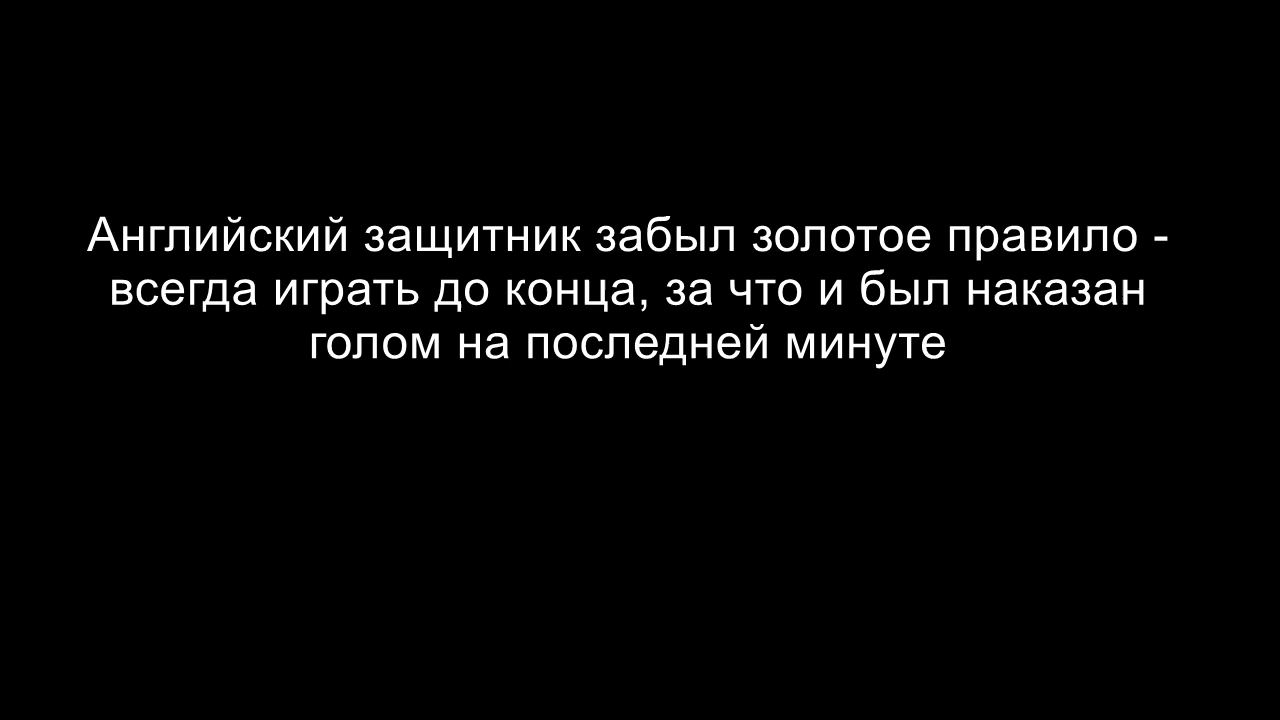 Английский защитник забыл золотое правило -
всегда играть до конца, за что и был наказан
голом на последней минуте